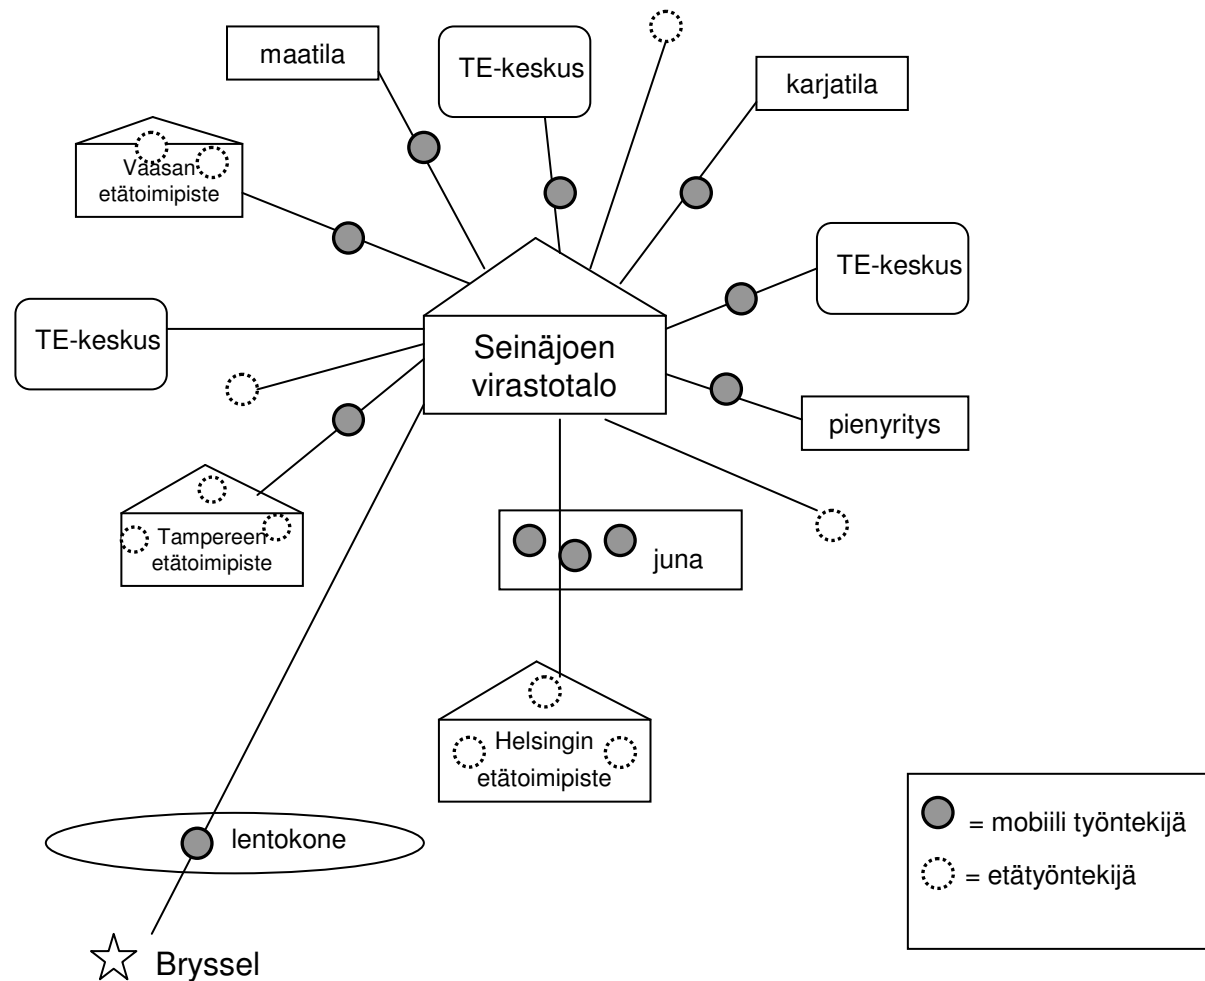 maatila
TE-keskus
karjatila
Vaasan
etätoimipiste
TE-keskus
TE-keskus
Seinäjoen
virastotalo
pienyritys
Tampereen
etätoimipiste
juna
Helsingin
etätoimipiste
lentokone
= mobiili työntekijä
= etätyöntekijä
Bryssel